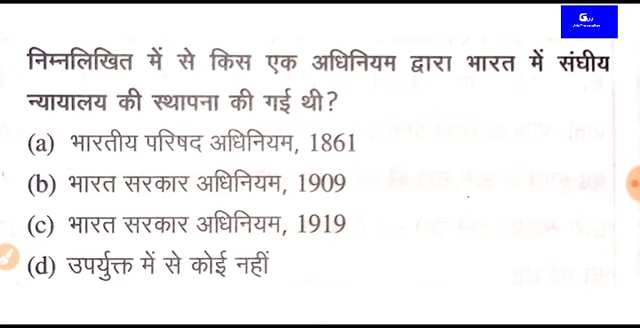 निम्नलिखित में से किस एक अधिनियम द्वारा भारत में संघीय
न्यायालय की स्थापना की गई थी?
(a) भारतीय परिषद अधिनियम, 1861
(b) भारत सरकार अधिनियम, 1909
(c) भारत सरकार अधिनियम, 1919
(d) उपर्युक्त में से कोई नहीं